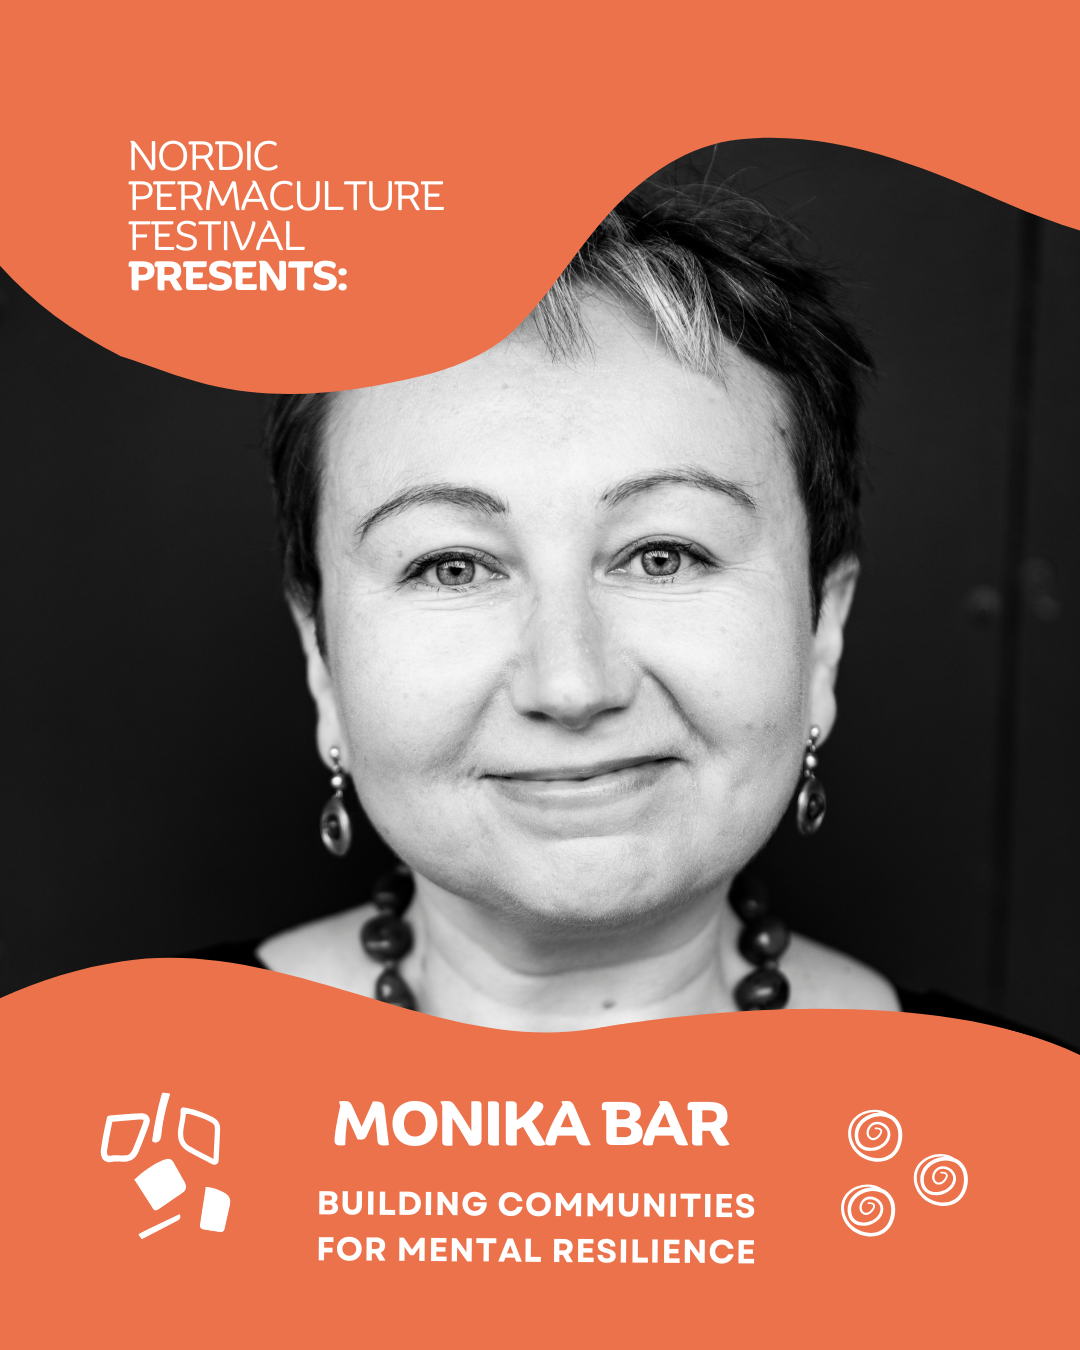 NORDIC
PERMACULTURE
FESTIVAL
PRESENTS:
MONIKA BAR
BUILDING COMMUNITIES
FOR MENTAL RESILIENCE